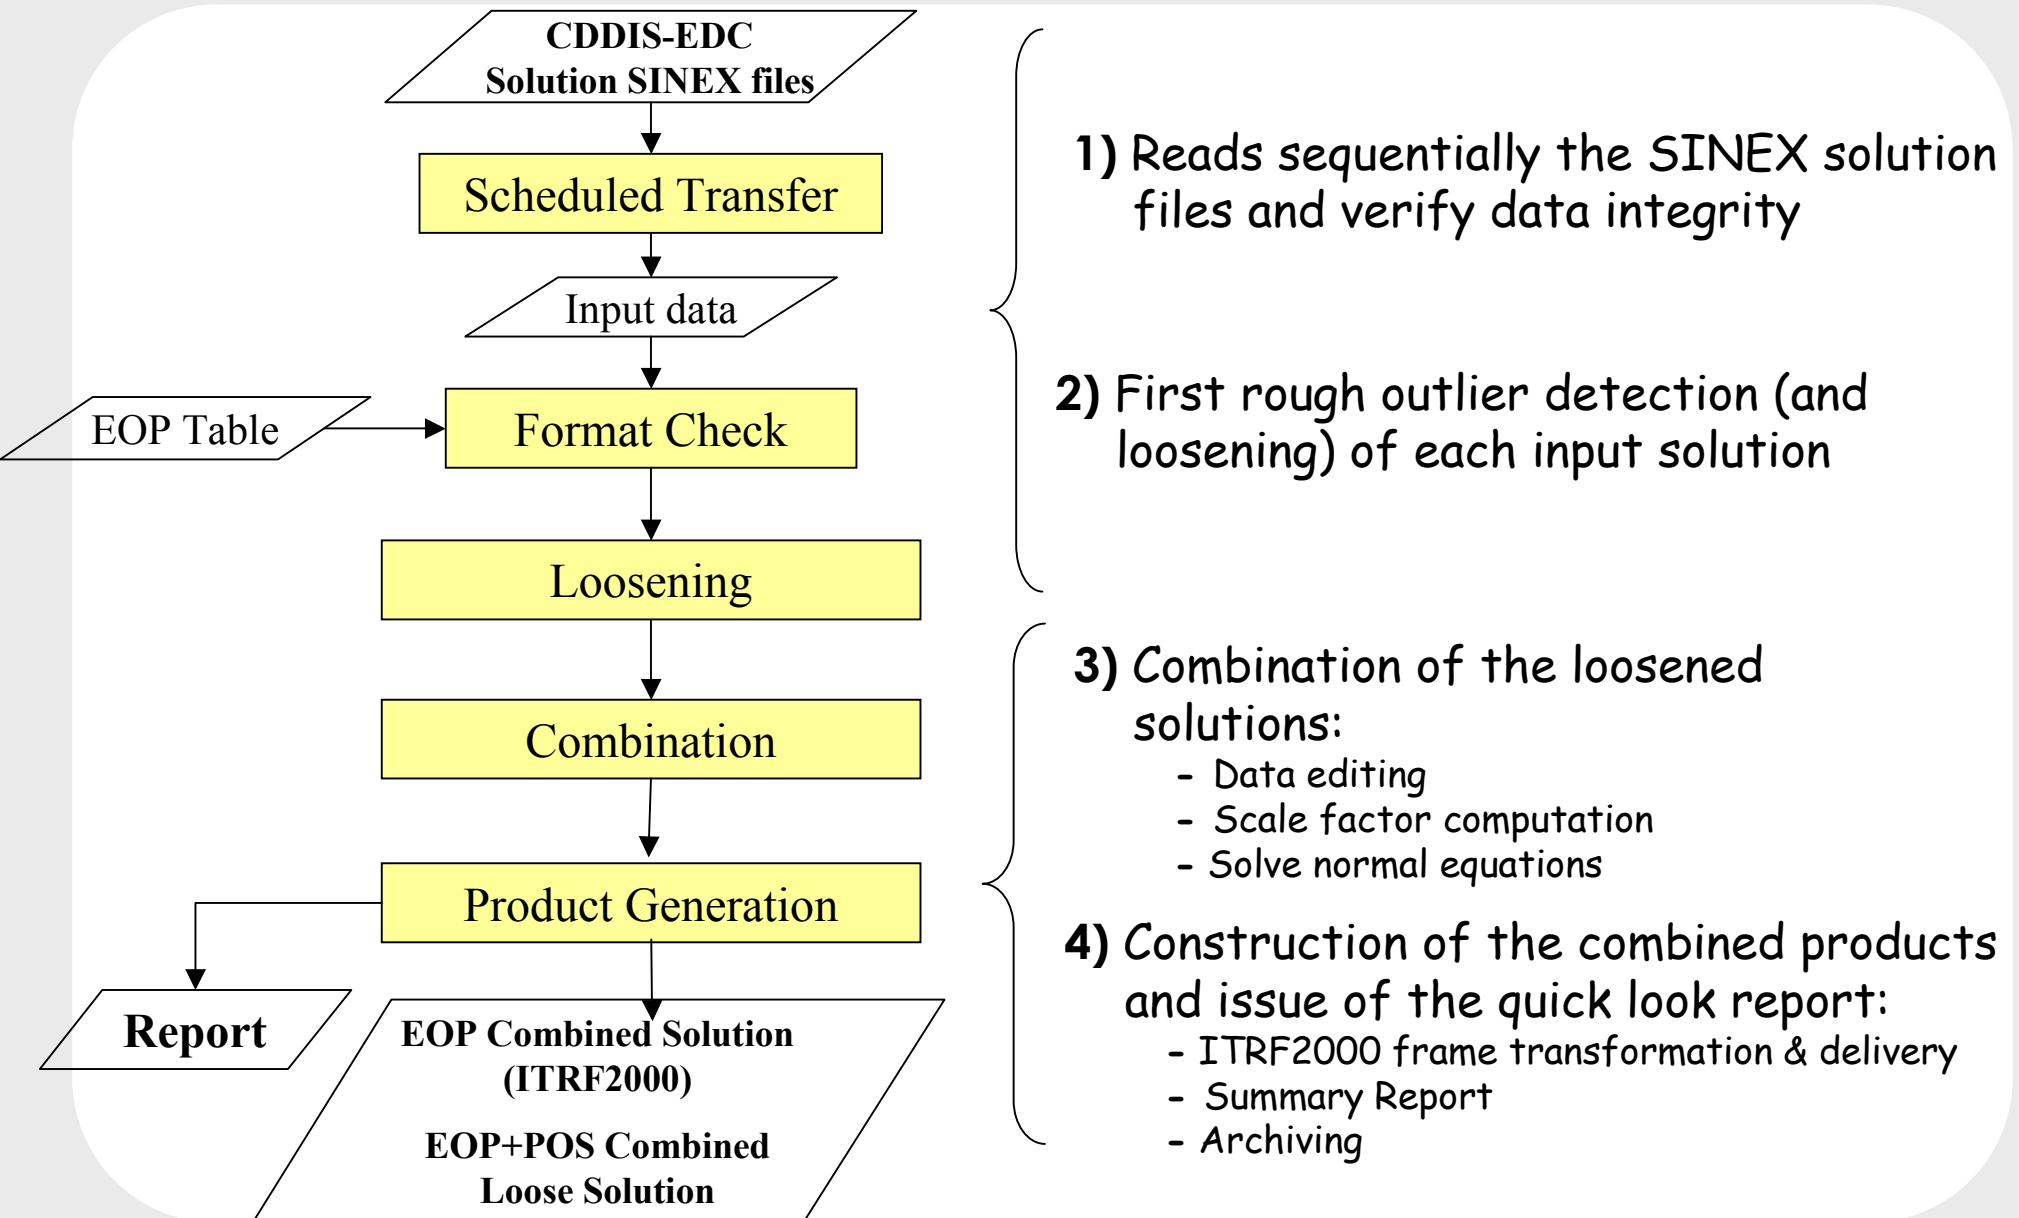 CDDIS-EDC
Solution SINEX files
Scheduled Transfer
Input data
EOP Table
Format Check
Loosening
Combination
Product Generation
Report
EOP Combined Solution
(ITRF2000)
EOP+POS Combined
Loose Solution
1) Reads sequentially the SINEX solution
files and verify data integrity
2) First rough outlier detection (and
loosening) of each input solution
3) Combination of the loosened
solutions:
- Data editing
- Scale factor computation
- Solve normal equations
4) Construction of the combined products
and issue of the quick look report:
- ITRF2000 frame transformation & delivery
- Summary Report
- Archiving